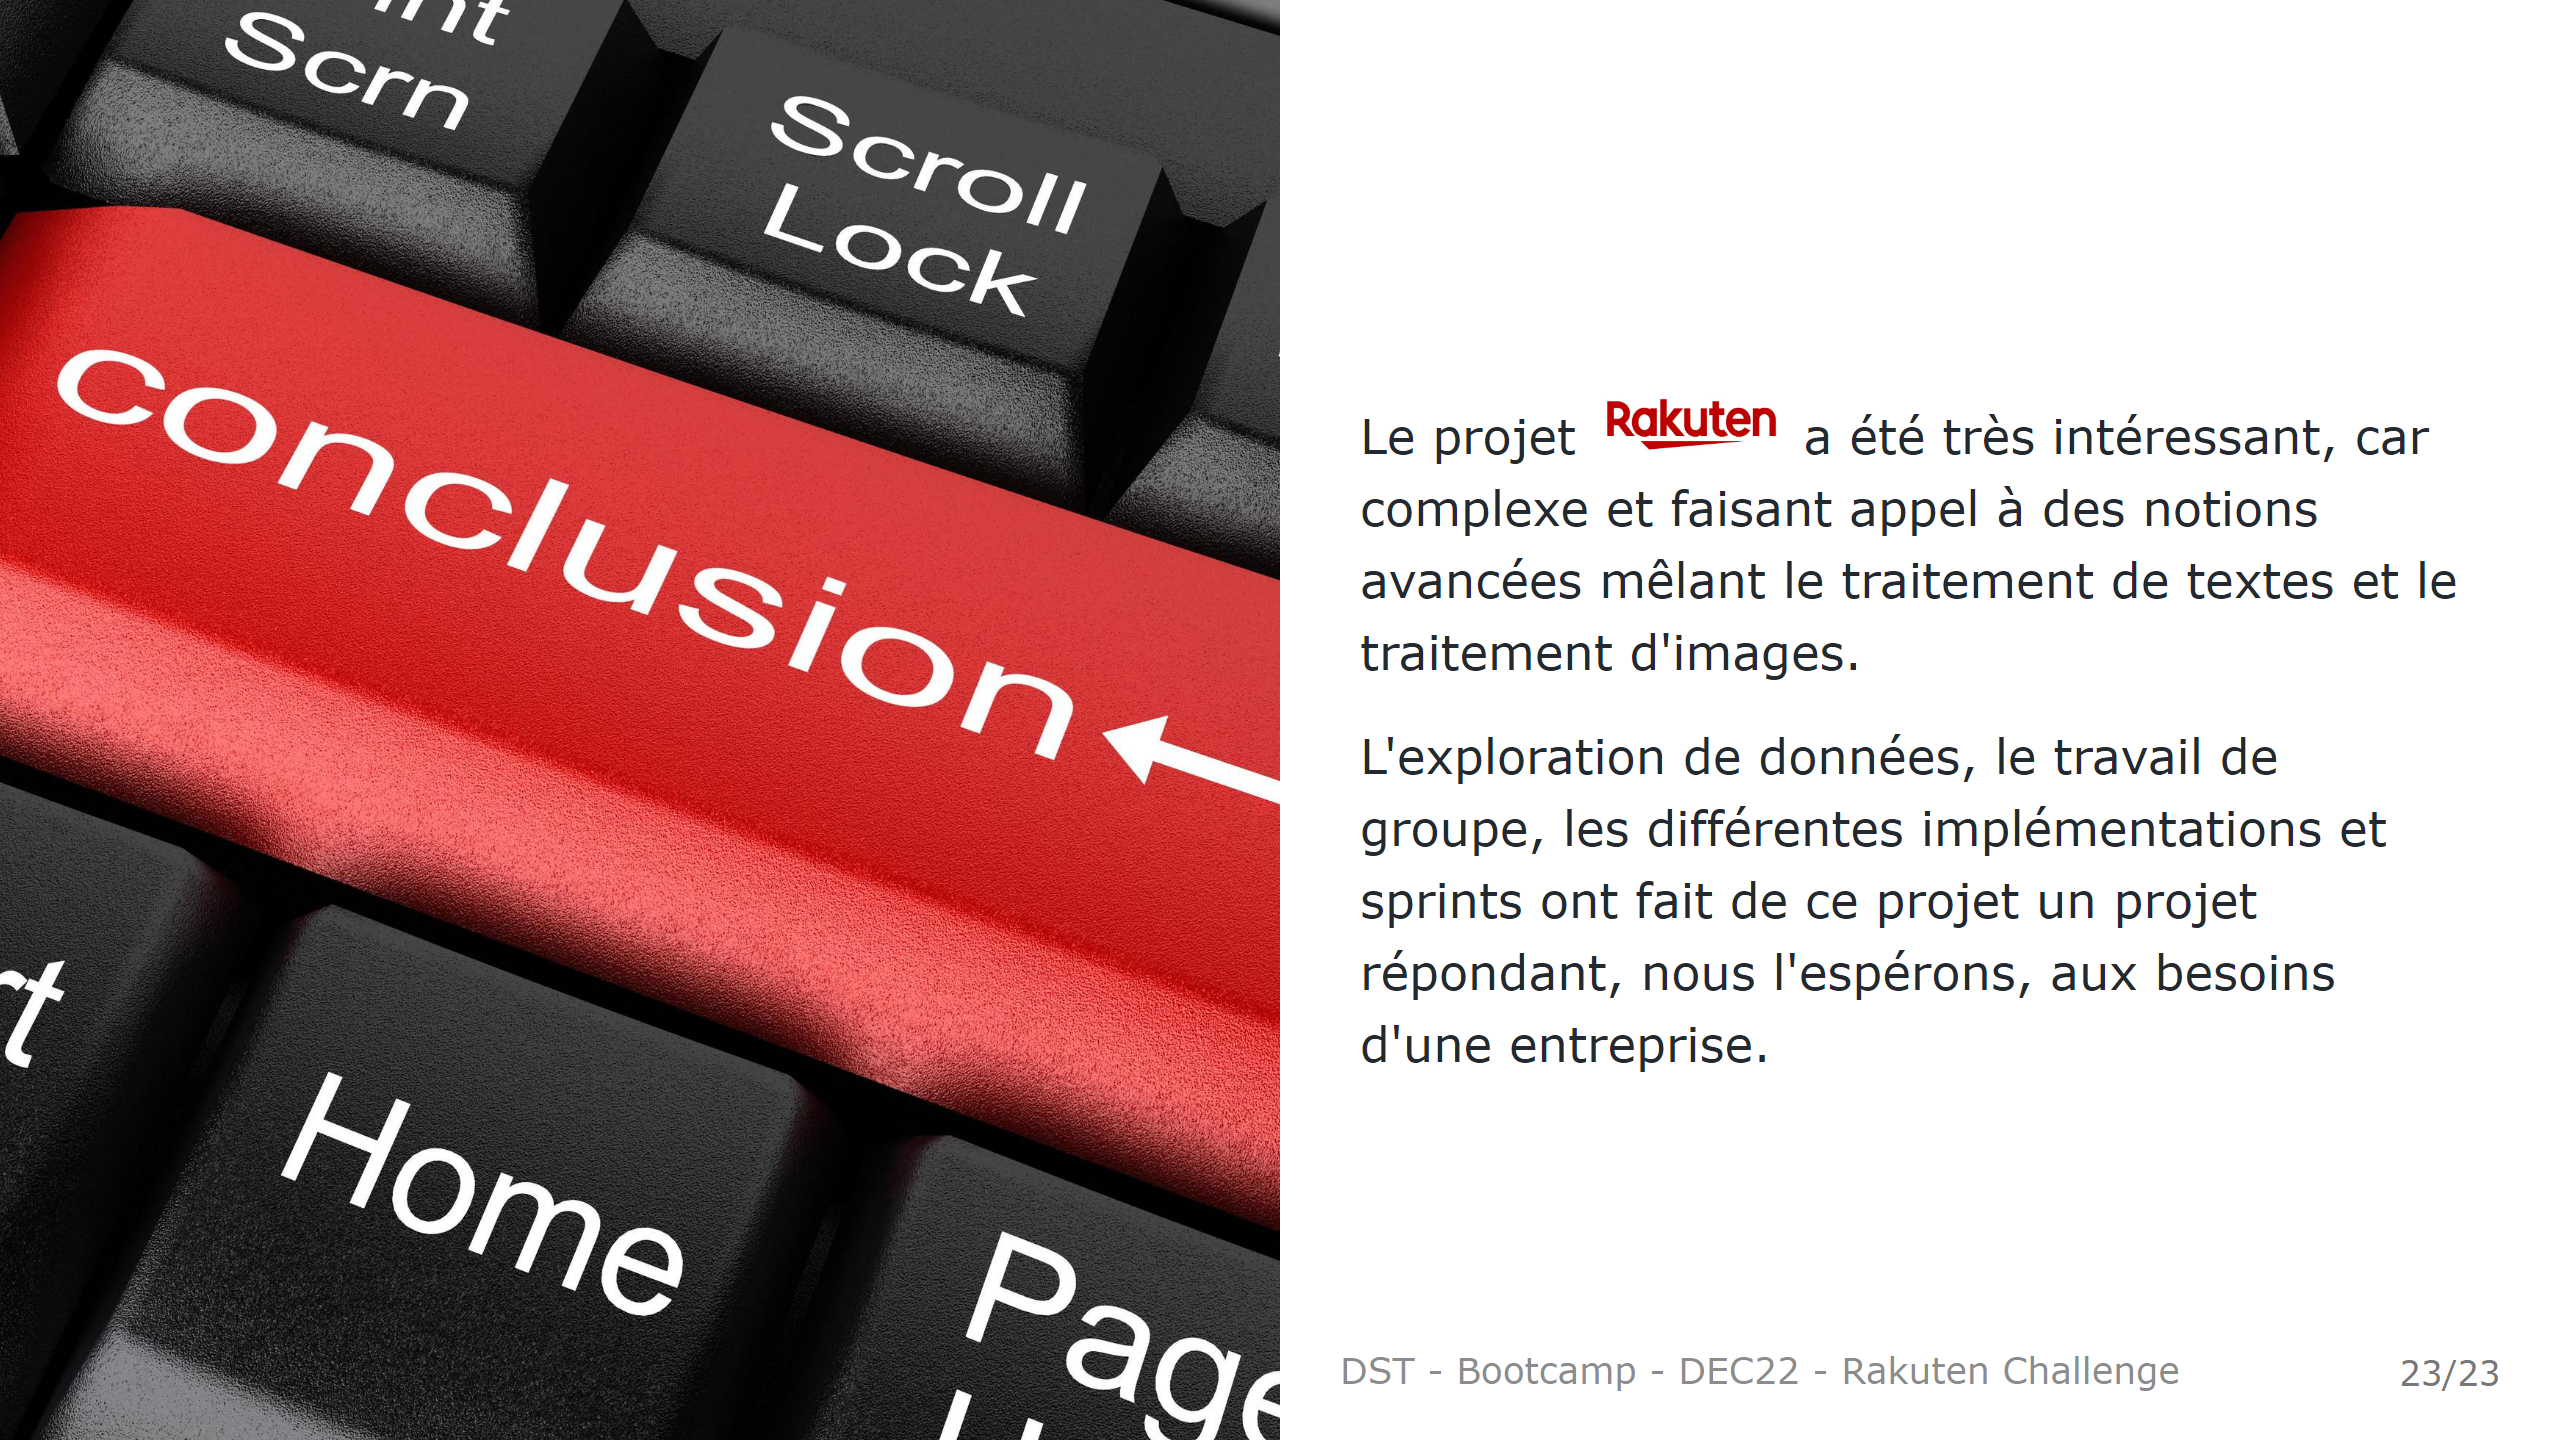 Scrn
Scroll
Lock
conclusion
Home
Page
Le projet Rakuten a été très intéressant, car
complexe et faisant appel à des notions
avancées mêlant le traitement de textes et le
traitement d'images.
L'exploration de données, le travail de
groupe, les différentes implémentations et
sprints ont fait de ce projet un projet
répondant, nous l'espérons, aux besoins
d'une entreprise.
DST - Bootcamp - DEC22 - Rakuten Challenge
23/23